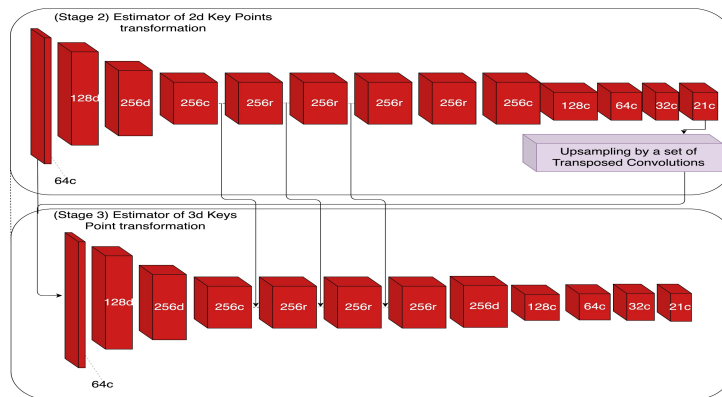 (Stage 2) Estimator of 2d Key Points
transformation
128d
256d
256c
256r
256r
256r
256r
256c
128c
64c
32c
21c
64c
Upsampling by a set of
Transposed Convolutions
(Stage 3) Estimator of 3d Keys
Point transformation
128d
256d
256c
256r
256r
256r
256d
128c
64c
32c
21c
64c